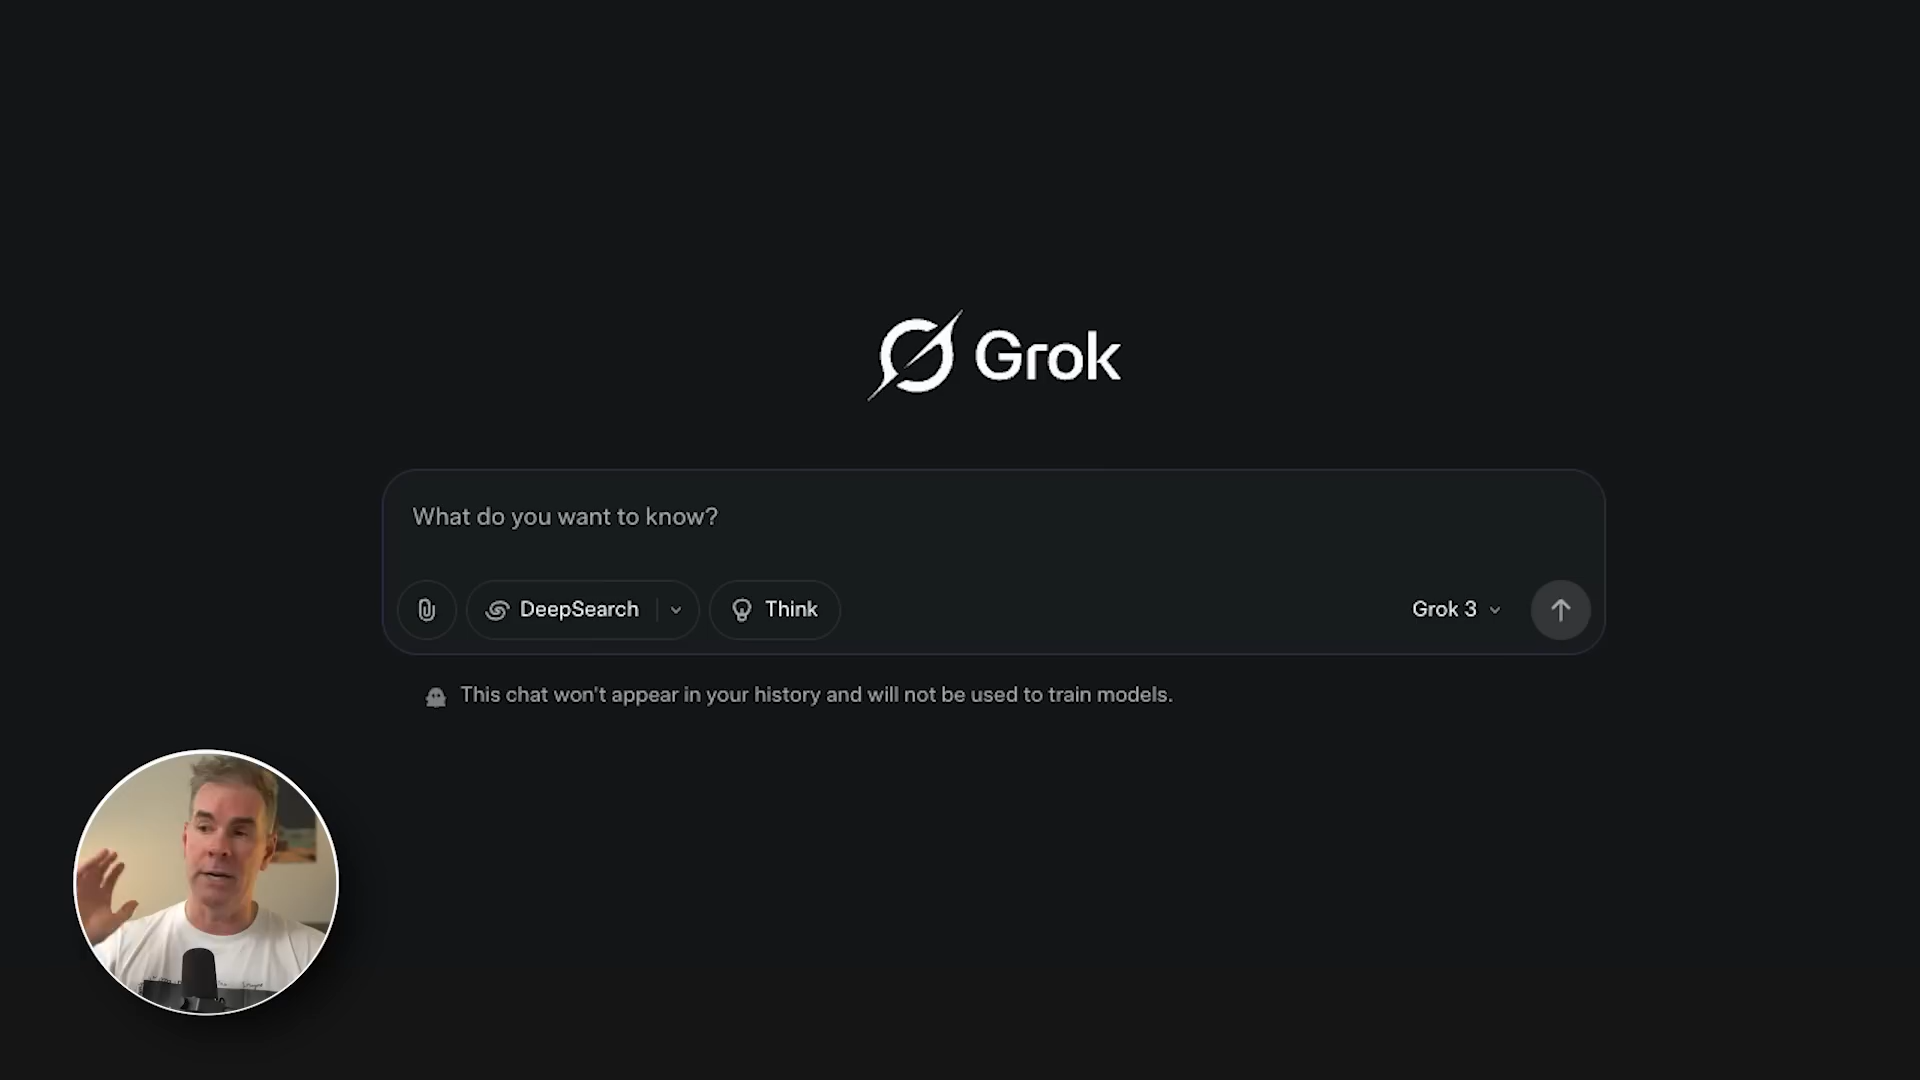 Grok
What do you want to know?
DeepSearch
Think
Grok 3
This chat won't appear in your history and will not be used to train models.